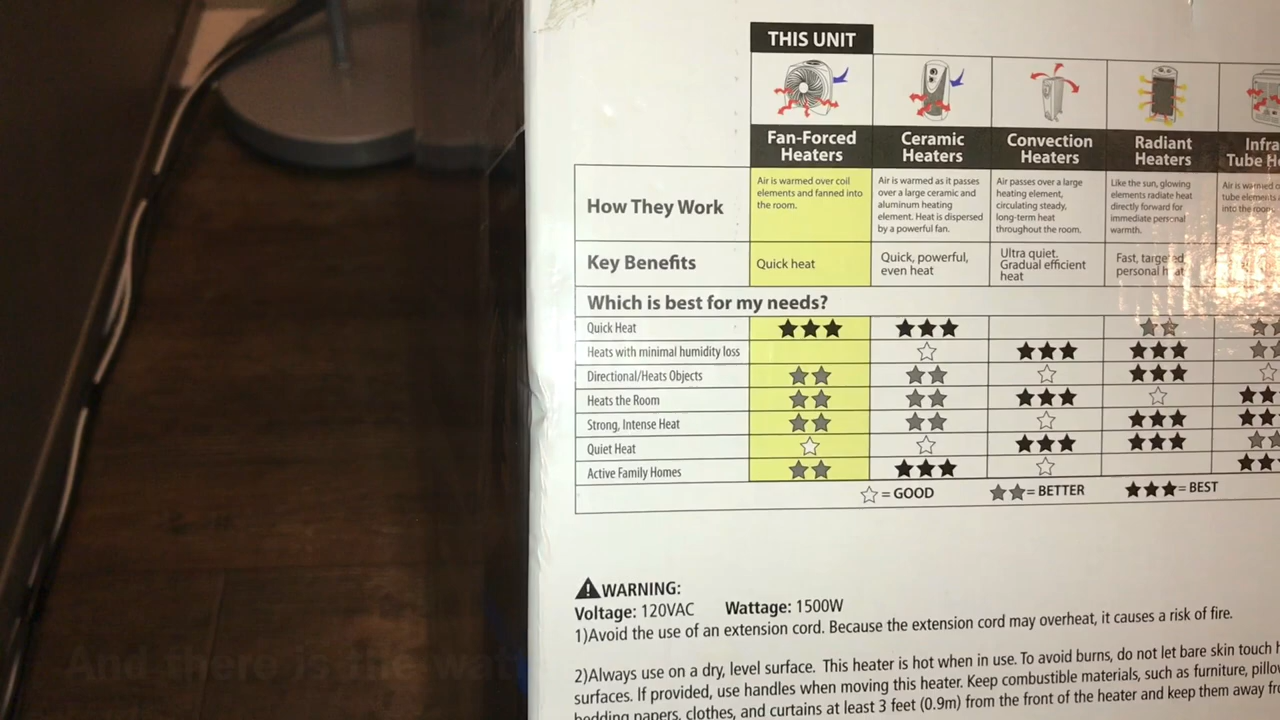 THIS UNIT
Fan-Forced Heaters
Ceramic Heaters
Convection Heaters
Radiant Heaters
Tube
How They Work
Air is warmed over coil
elements and fanned into
the room.
Air is warmed as it passes
over a large ceramic and
aluminum heating
element. Heat is dispersed
by a powerful fan.
Air passes over a large
heating element,
circulating steady,
long-term heat
throughout the room.
Like the sun, glowing
elements radiate heat
directly forward for
immediate personal
warmth.
Air is warmed
tube elements
into the room
Key Benefits
Quick heat
Quick, powerful,
even heat
Ultra quiet.
Gradual efficient
heat
Fast, targeted,
personal heat
Which is best for my needs?
Quick Heat ★★★ ★★★ ★★ ★
Heats with minimal humidity loss ☆ ★★★ ★★★ ★
Directional/Heats Objects ★★ ★★ ☆ ★★★ ☆
Heats the Room ★★ ★★ ★★★ ☆ ★★
Strong, Intense Heat ★★ ★★ ☆ ★★★ ★★
Quiet Heat ☆ ☆ ★★★ ★★★ ★
Active Family Homes ★★ ★★★ ☆ ★★
☆ = GOOD ★★= BETTER ★★★= BEST
WARNING:
Voltage: 120VAC Wattage: 1500W
1)Avoid the use of an extension cord. Because the extension cord may overheat, it causes a risk of fire.
2)Always use on a dry, level surface. This heater is hot when in use. To avoid burns, do not let bare skin touch
surfaces. If provided, use handles when moving this heater. Keep combustible materials, such as furniture,
bedding papers, clothes, and curtains at least 3 feet (0.9m) from the front of the heater and keep them away
And there is the